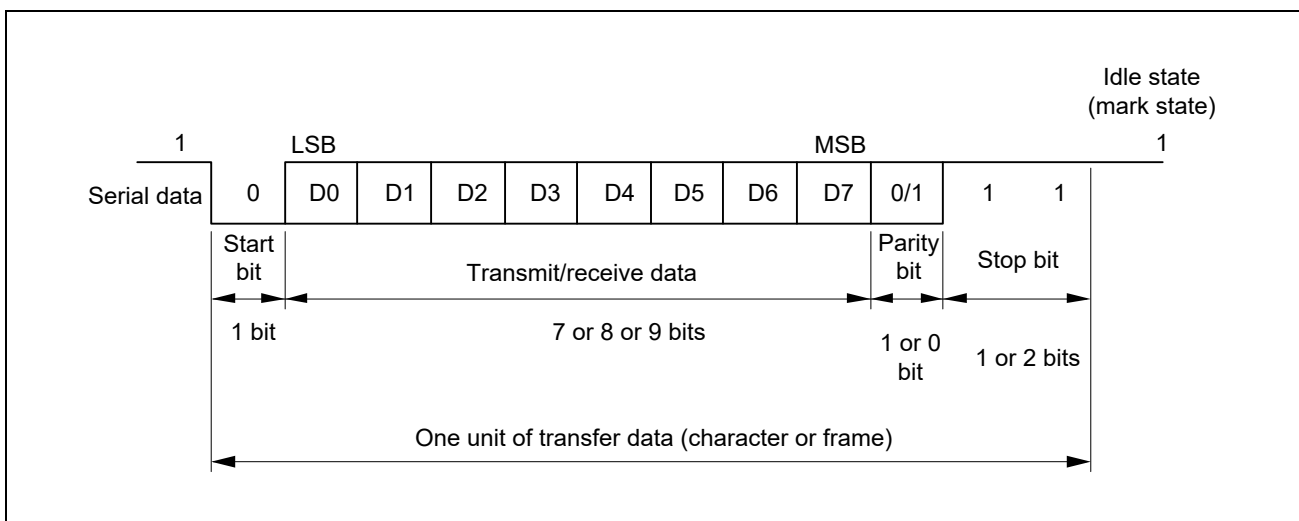 Idle state
(mark state)
1
LSB
MSB
1
Serial data
0
D0
D1
D2
D3
D4
D5
D6
D7
0/1
1
1
Start
bit
Transmit/receive data
Parity
bit
Stop bit
1 bit
7 or 8 or 9 bits
1 or 0
bit
1 or 2 bits
One unit of transfer data (character or frame)